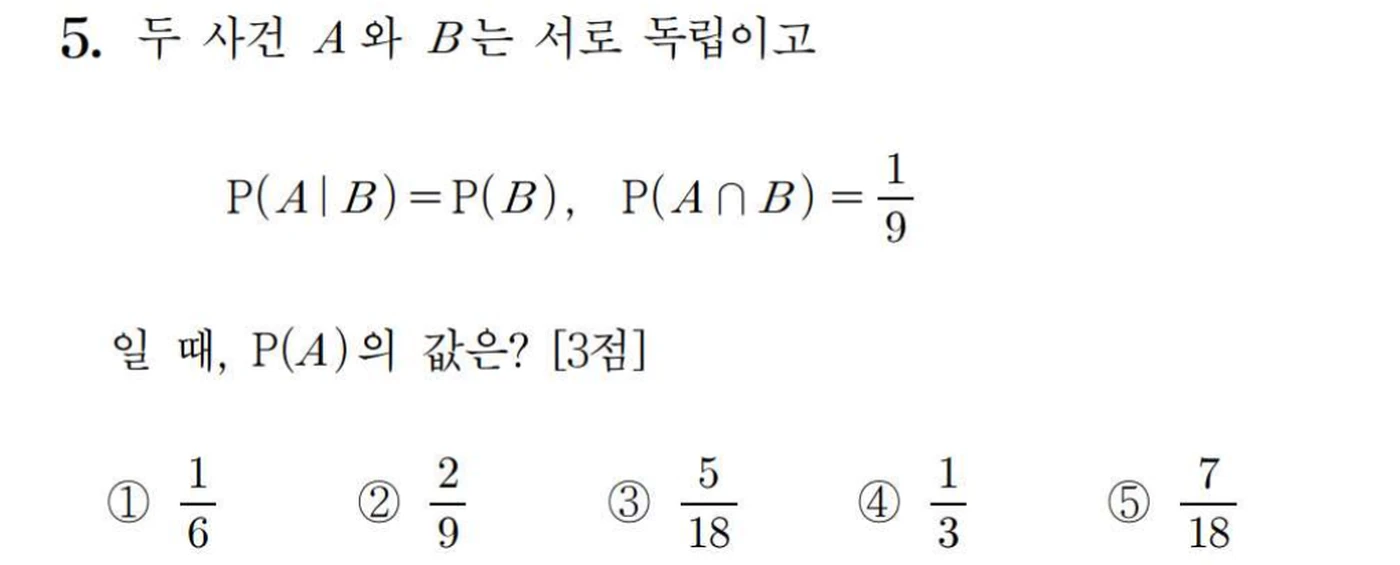 5. 두 사건 A와 B는 서로 독립이고
P(A|B)=P(B), P(A∩B)=1/9
일 때, P(A)의 값은? [3점]
① 1/6 ② 2/9 ③ 5/18 ④ 1/3 ⑤ 7/18